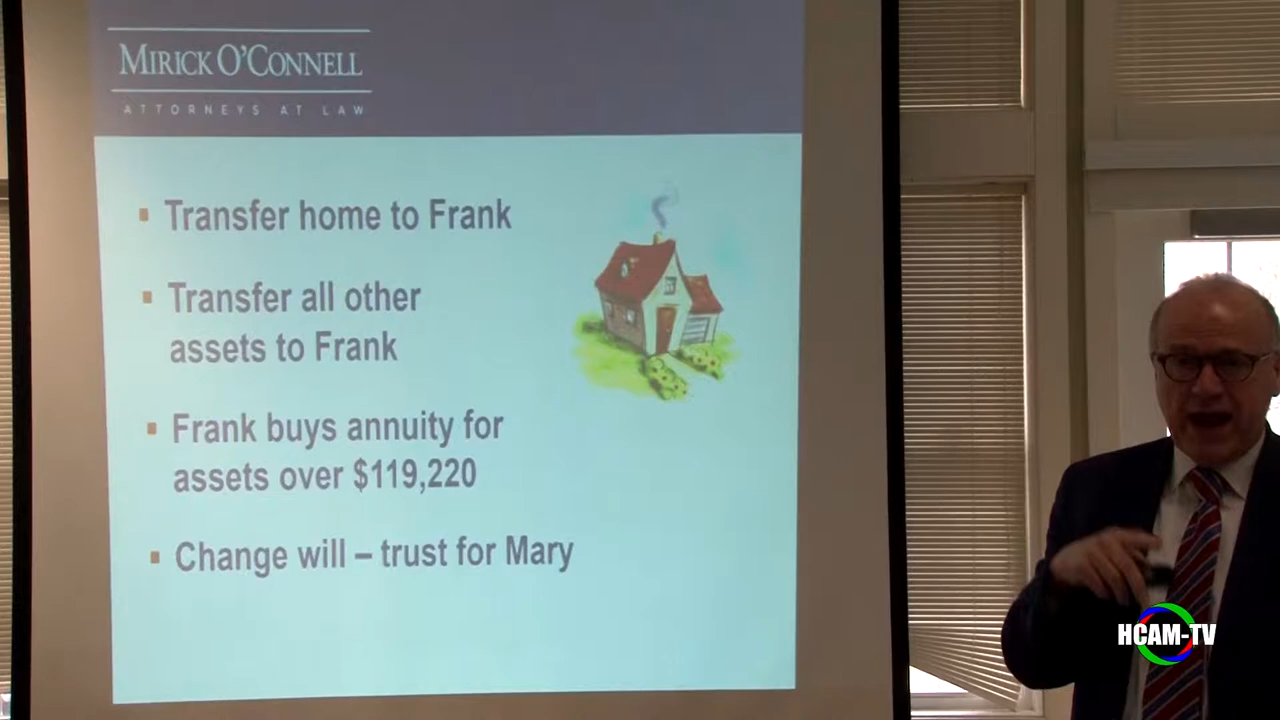 MIRICK O'CONNELL
ATTORNEYS AT LAW
▪ Transfer home to Frank
▪ Transfer all other
assets to Frank
▪ Frank buys annuity for
assets over $119,220
▪ Change will – trust for Mary
HCAM-TV